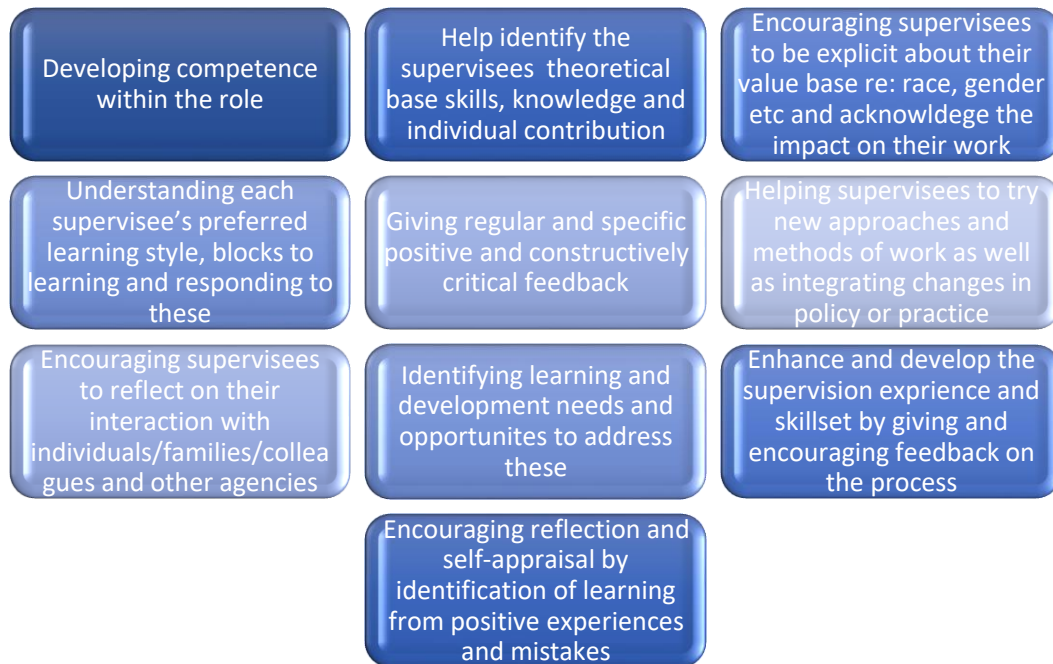 Developing competence
within the role
Help identify the
supervisees  theoretical
base skills, knowledge and
individual contribution
Encouraging supervisees
to be explicit about their
value base re: race, gender
etc and acknowldege the
impact on their work
Understanding each
supervisee’s preferred
learning style, blocks to
learning and responding to
these
Giving regular and specific
positive and constructively
critical feedback
Helping supervisees to try
new approaches and
methods of work as well
as integrating changes in
policy or practice
Encouraging supervisees
to reflect on their
interaction with
individuals/families/collea
gues and other agencies
Identifying learning and
development needs and
opportunites to address
these
Enhance and develop the
supervision exprience and
skillset by giving and
encouraging feedback on
the process
Encouraging reflection and
self-appraisal by
identification of learning
from positive experiences
and mistakes